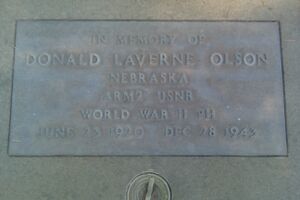 IN MEMORY OF
DONALD LAVERNE OLSON
NEBRASKA
ARM2 USNR
WORLD WAR II PH
JUNE 23 1920 DEC 28 1943